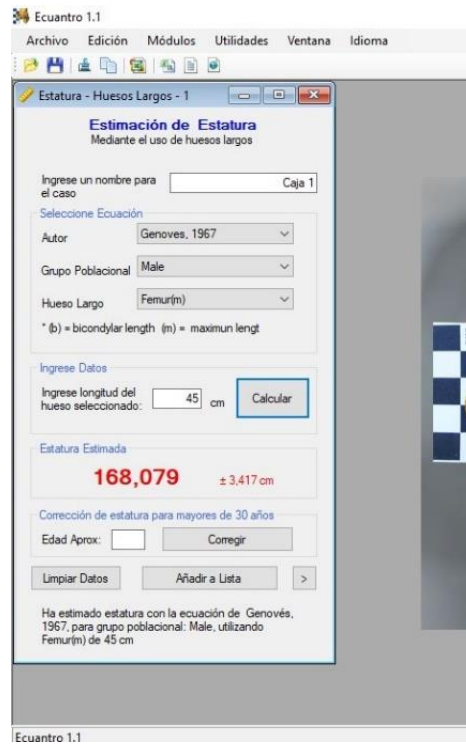 Ecuantro 1.1
Archivo Edición Módulos Utilidades Ventana Idioma
Estatura - Huesos Largos - 1
Estimación de Estatura
Mediante el uso de huesos largos
Ingrese un nombre para
el caso
Caja 1
Seleccione Ecuación
Autor Genoves, 1967
Grupo Poblacional Male
Hueso Largo Femur(m)
* (b) = bicondylar length (m) = maximun lengt
Ingrese Datos
Ingrese longitud del
hueso seleccionado: 45 cm Calcular
Estatura Estimada
168,079 ± 3,417 cm
Corrección de estatura para mayores de 30 años
Edad Aprox: Corregir
Limpiar Datos Añadir a Lista >
Ha estimado estatura con la ecuación de Genovés,
1967, para grupo poblacional: Male, utilizando
Femur(m) de 45 cm
Ecuantro 1.1